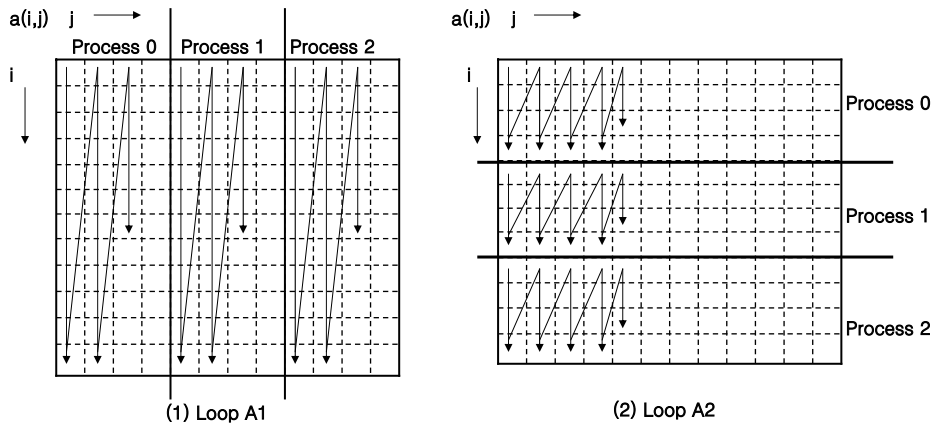 a(i,j) j
Process 0 Process 1 Process 2
i
(1) Loop A1
a(i,j) j
i
Process 0
Process 1
Process 2
(2) Loop A2